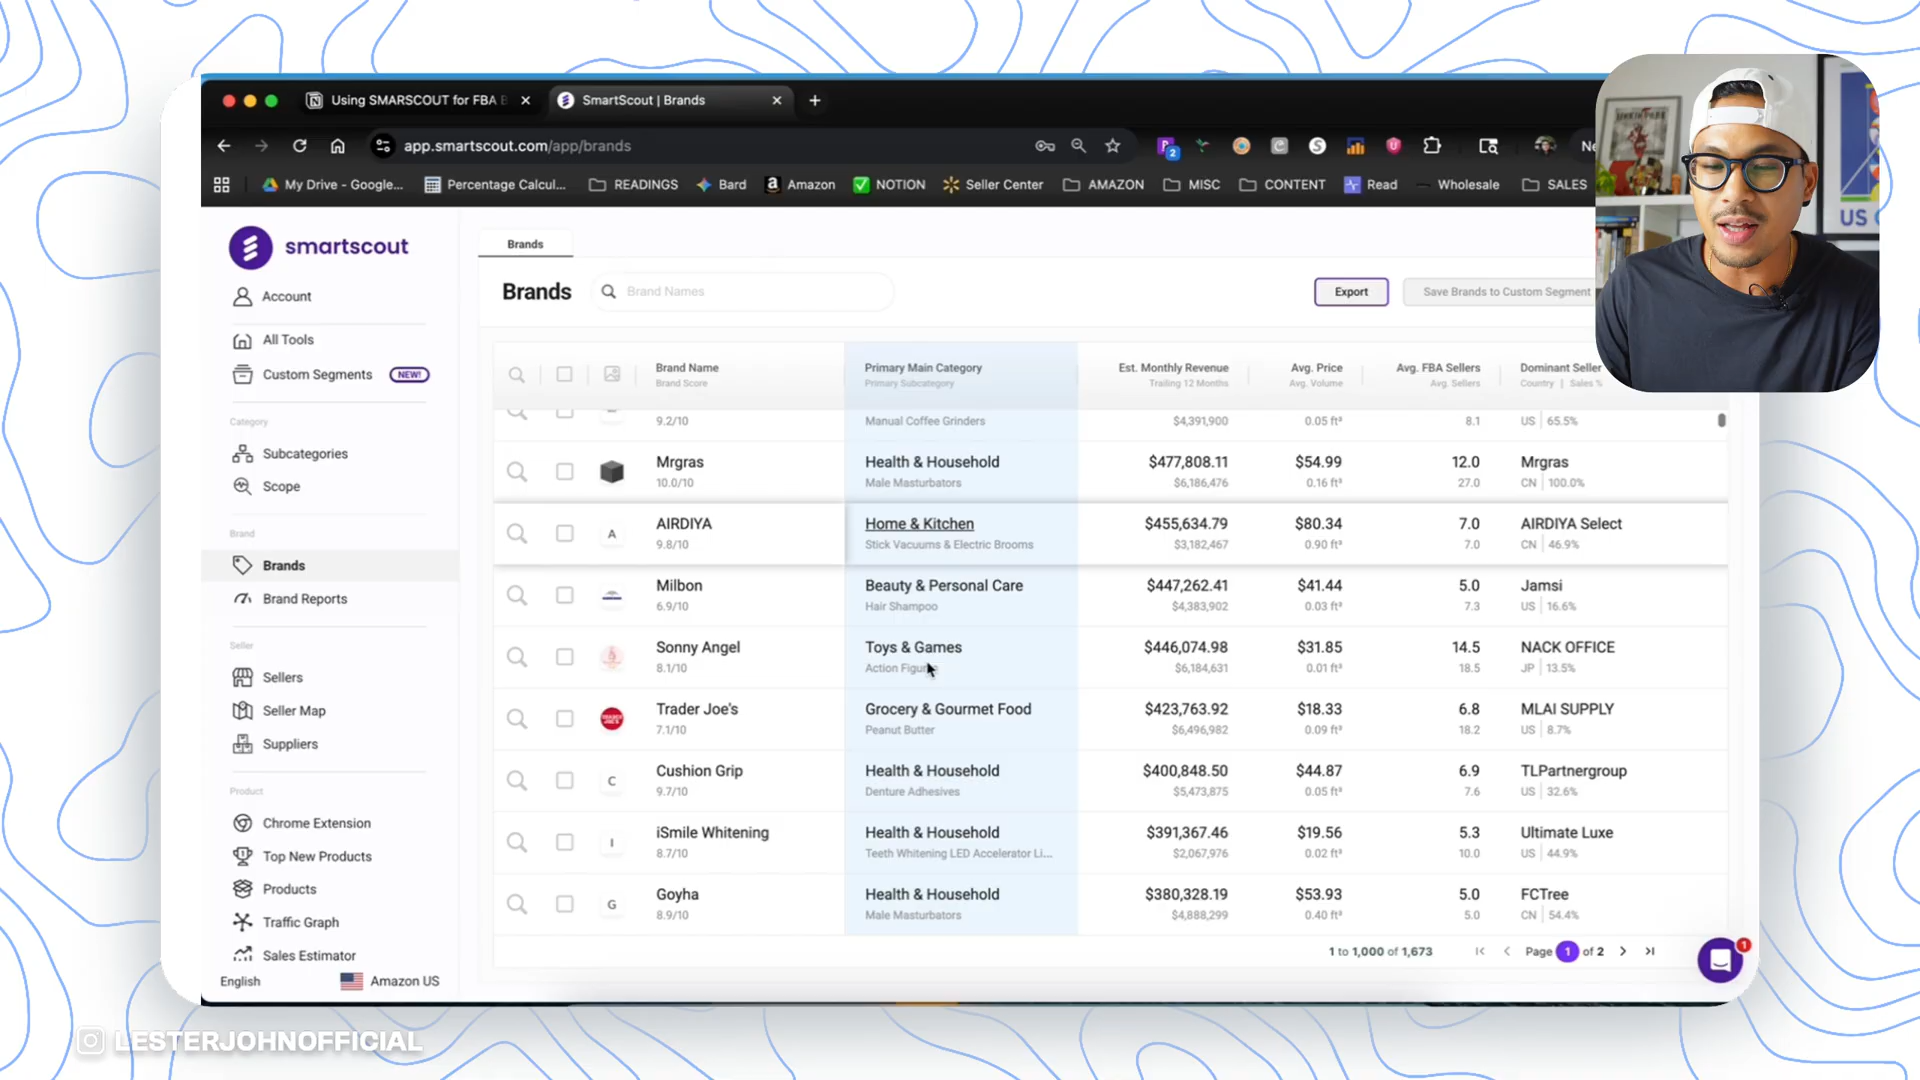 Using SMARSCOUT for FBA B
SmartScout | Brands
app.smartscout.com/app/brands
2
Ne
My Drive - Google...
Percentage Calcul...
READINGS
Bard
Amazon
NOTION
Seller Center
AMAZON
MISC
CONTENT
Read
Wholesale
SALES
smartscout
Account
All Tools
Custom Segments NEW!
Category
Subcategories
Scope
Brand
Brands
Brand Reports
Seller
Sellers
Seller Map
Suppliers
Product
Chrome Extension
Top New Products
Products
Traffic Graph
Sales Estimator
English Amazon US
Brands
Brands Brand Names Export Save Brands to Custom Segment
Brand Name Primary Main Category Est. Monthly Revenue Avg. Price Avg. FBA Sellers Dominant Seller
Brand Score Primary Subcategory Trailing 12 Months Avg. Volume Avg. Sellers Country | Sales %
9.2/10 Manual Coffee Grinders $4,391,900 0.05 ft³ 8.1 US | 65.5%
Mrgras Health & Household $477,808.11 $54.99 12.0 Mrgras
10.0/10 Male Masturbators $6,186,476 0.16 ft³ 27.0 CN | 100.0%
A AIRDIYA Home & Kitchen $455,634.79 $80.34 7.0 AIRDIYA Select
9.8/10 Stick Vacuums & Electric Brooms $3,182,467 0.90 ft³ 7.0 CN | 46.9%
Milbon Beauty & Personal Care $447,262.41 $41.44 5.0 Jamsi
6.9/10 Hair Shampoo $4,383,902 0.03 ft³ 7.3 US | 16.6%
Sonny Angel Toys & Games $446,074.98 $31.85 14.5 NACK OFFICE
8.1/10 Action Figu $6,184,631 0.01 ft³ 18.5 JP | 13.5%
Trader Joe's Grocery & Gourmet Food $423,763.92 $18.33 6.8 MLAI SUPPLY
7.1/10 Peanut Butter $6,496,982 0.09 ft³ 18.2 US | 8.7%
C Cushion Grip Health & Household $400,848.50 $44.87 6.9 TLPartnergroup
9.7/10 Denture Adhesives $5,473,875 0.05 ft³ 7.6 US | 32.6%
I iSmile Whitening Health & Household $391,367.46 $19.56 5.3 Ultimate Luxe
8.7/10 Teeth Whitening LED Accelerator Li... $2,067,976 0.02 ft³ 10.0 US | 44.9%
G Goyha Health & Household $380,328.19 $53.93 5.0 FCTree
8.9/10 Male Masturbators $4,888,299 0.40 ft³ 5.0 CN | 54.4%
1 to 1,000 of 1,673 Page 1 of 2
1
US
LESTERJOHNOFFICIAL